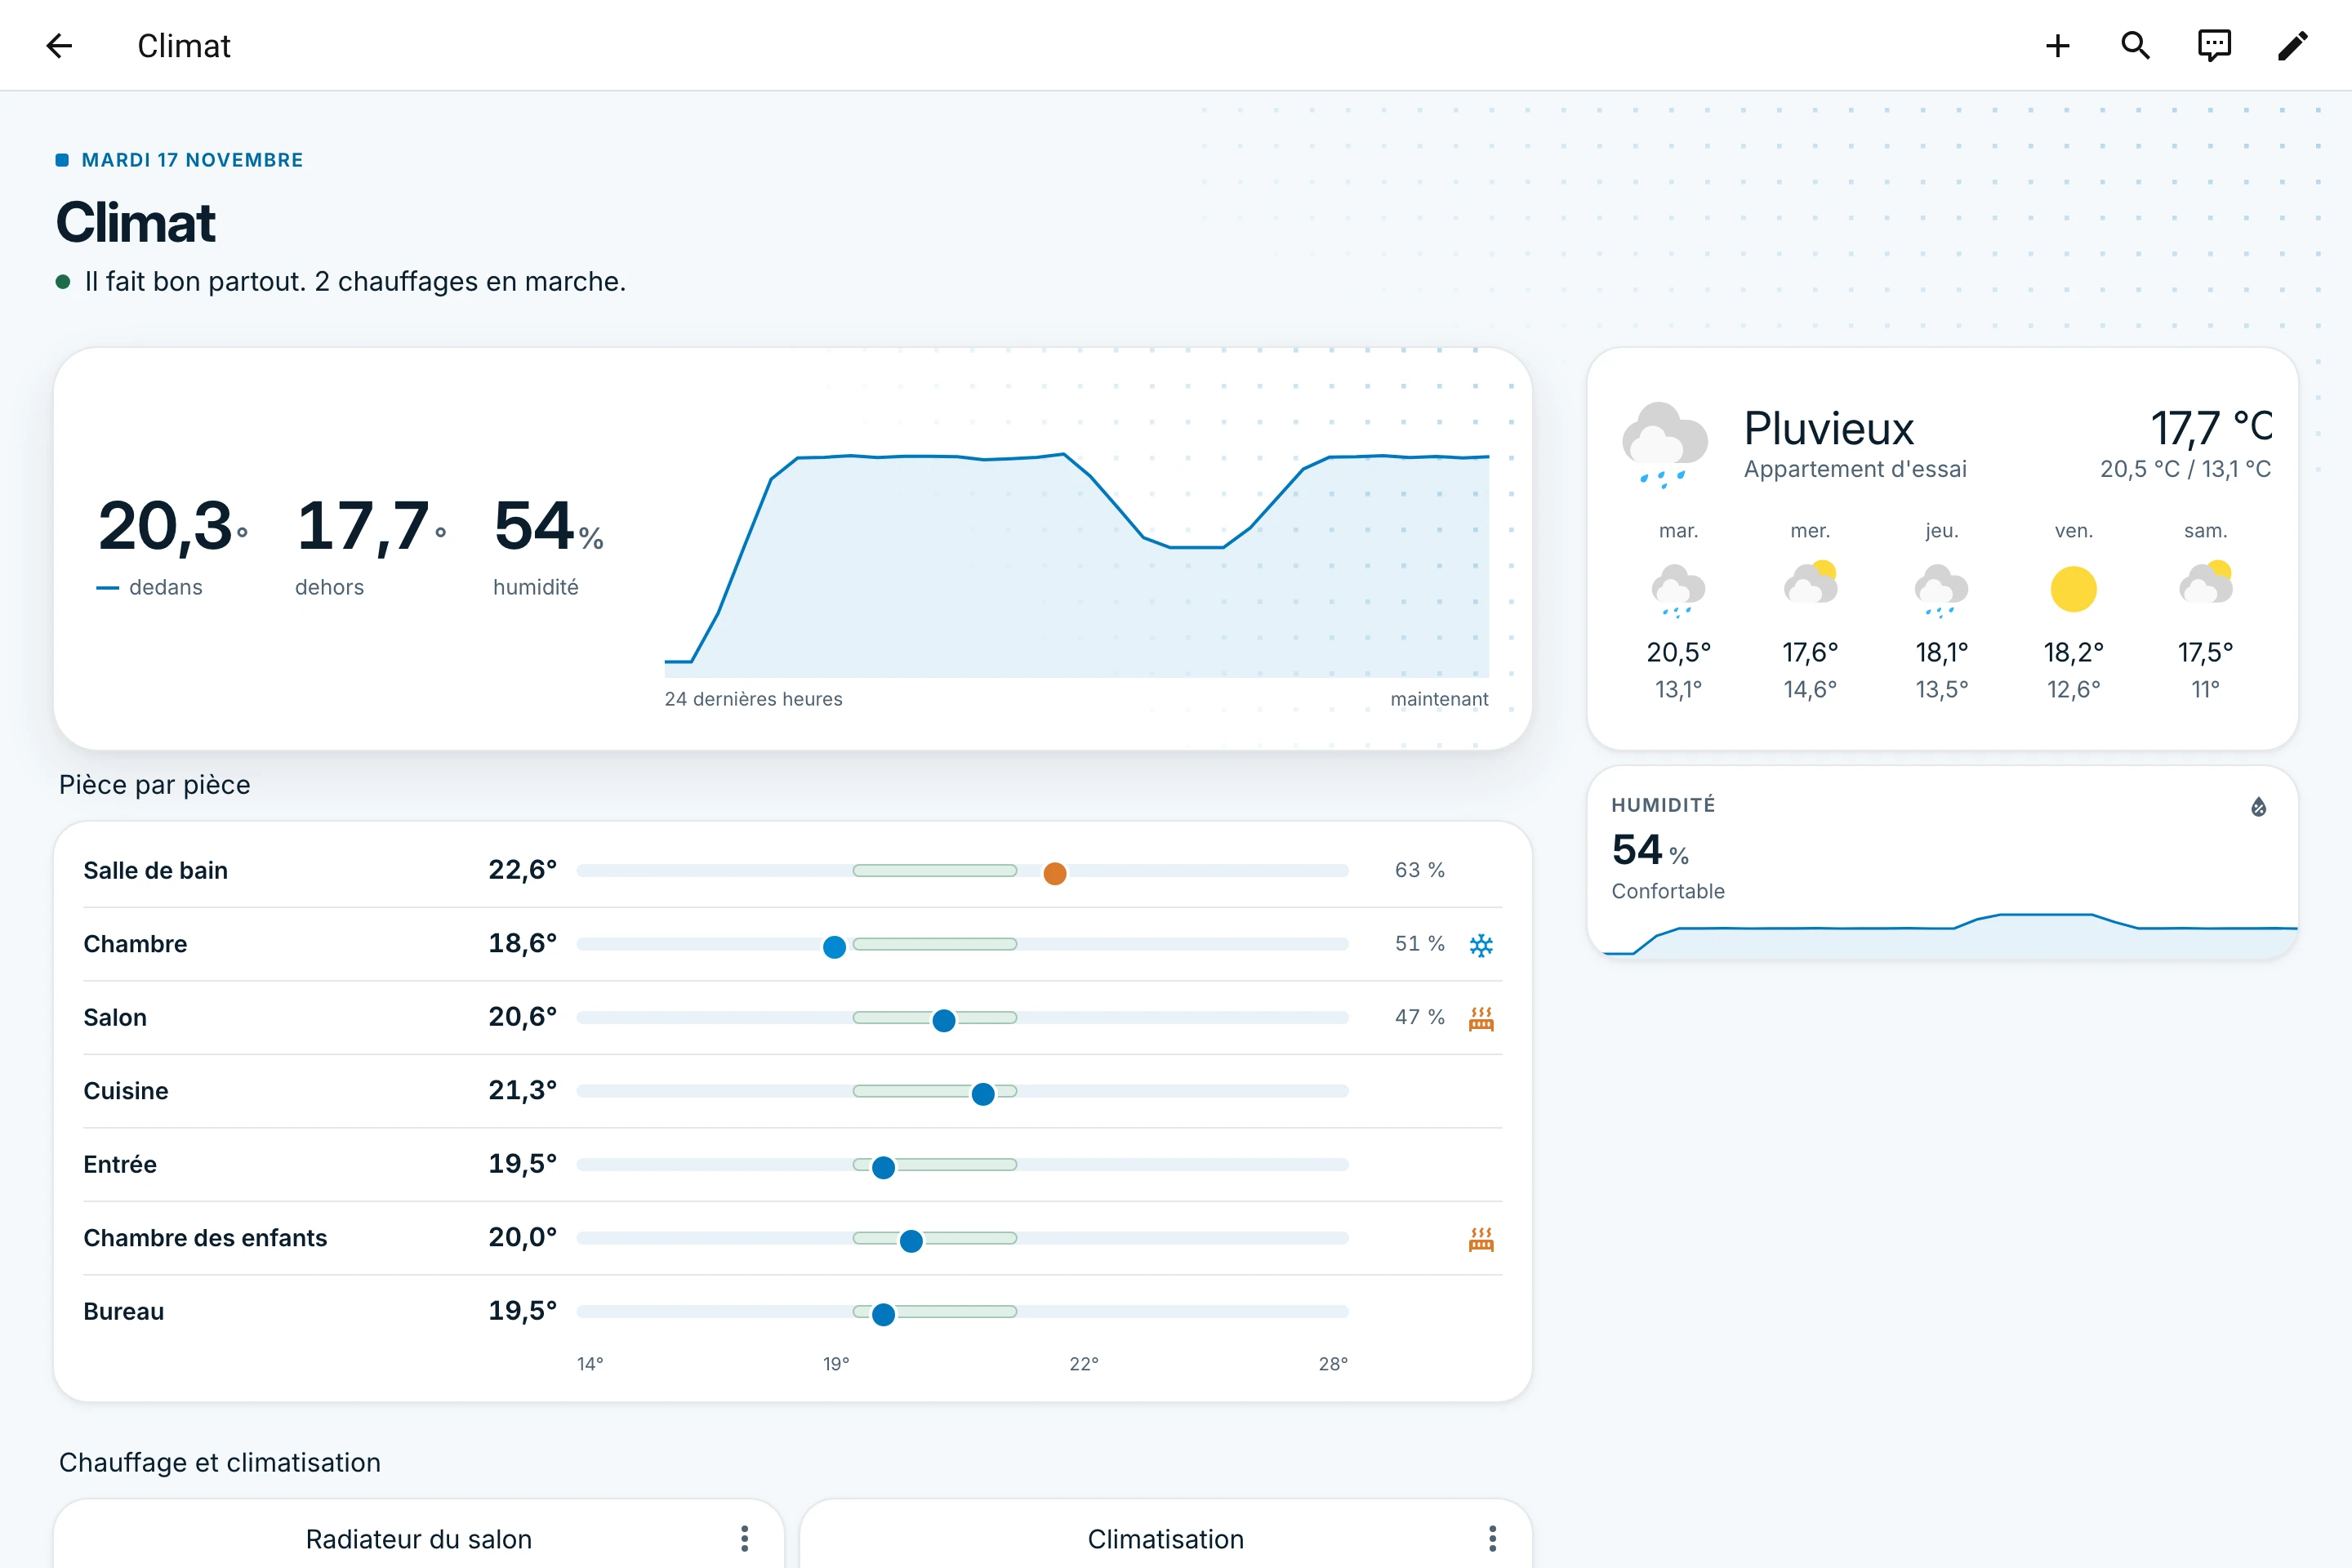 Climat
MARDI 17 NOVEMBRE
Climat
Il fait bon partout. 2 chauffages en marche.
20,3° 17,7° 54 %
dedans dehors humidité
24 dernières heures maintenant
Pluvieux 17,7 °C
Appartement d'essai 20,5 °C / 13,1 °C
mar. mer. jeu. ven. sam.
20,5° 17,6° 18,1° 18,2° 17,5°
13,1° 14,6° 13,5° 12,6° 11°
HUMIDITÉ
54 %
Confortable
Pièce par pièce
Salle de bain 22,6° 63 %
Chambre 18,6° 51 %
Salon 20,6° 47 %
Cuisine 21,3°
Entrée 19,5°
Chambre des enfants 20,0°
Bureau 19,5°
14° 19° 22° 28°
Chauffage et climatisation
Radiateur du salon Climatisation